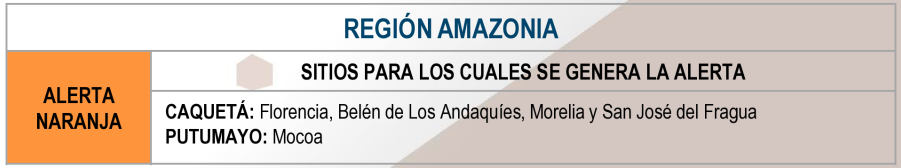 REGIÓN AMAZONIA
ALERTA
NARANJA
SITIOS PARA LOS CUALES SE GENERA LA ALERTA
CAQUETÁ: Florencia, Belén de Los Andaquíes, Morelia y San José del Fragua
PUTUMAYO: Mocoa